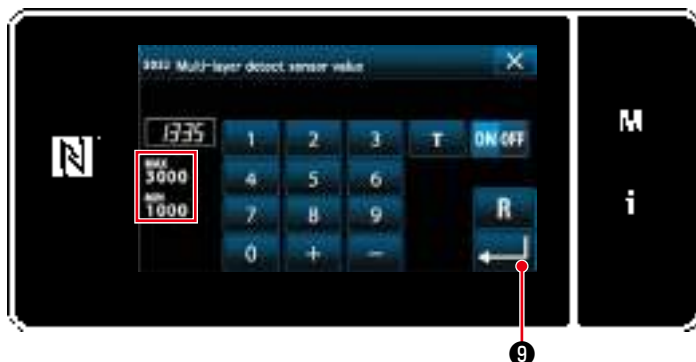 Multi-layer detect sensor value
1335
1 2 3 T ON OFF
MAX
3000
4 5 6
MIN
1000
7 8 9 R
0 + −
M
i
9